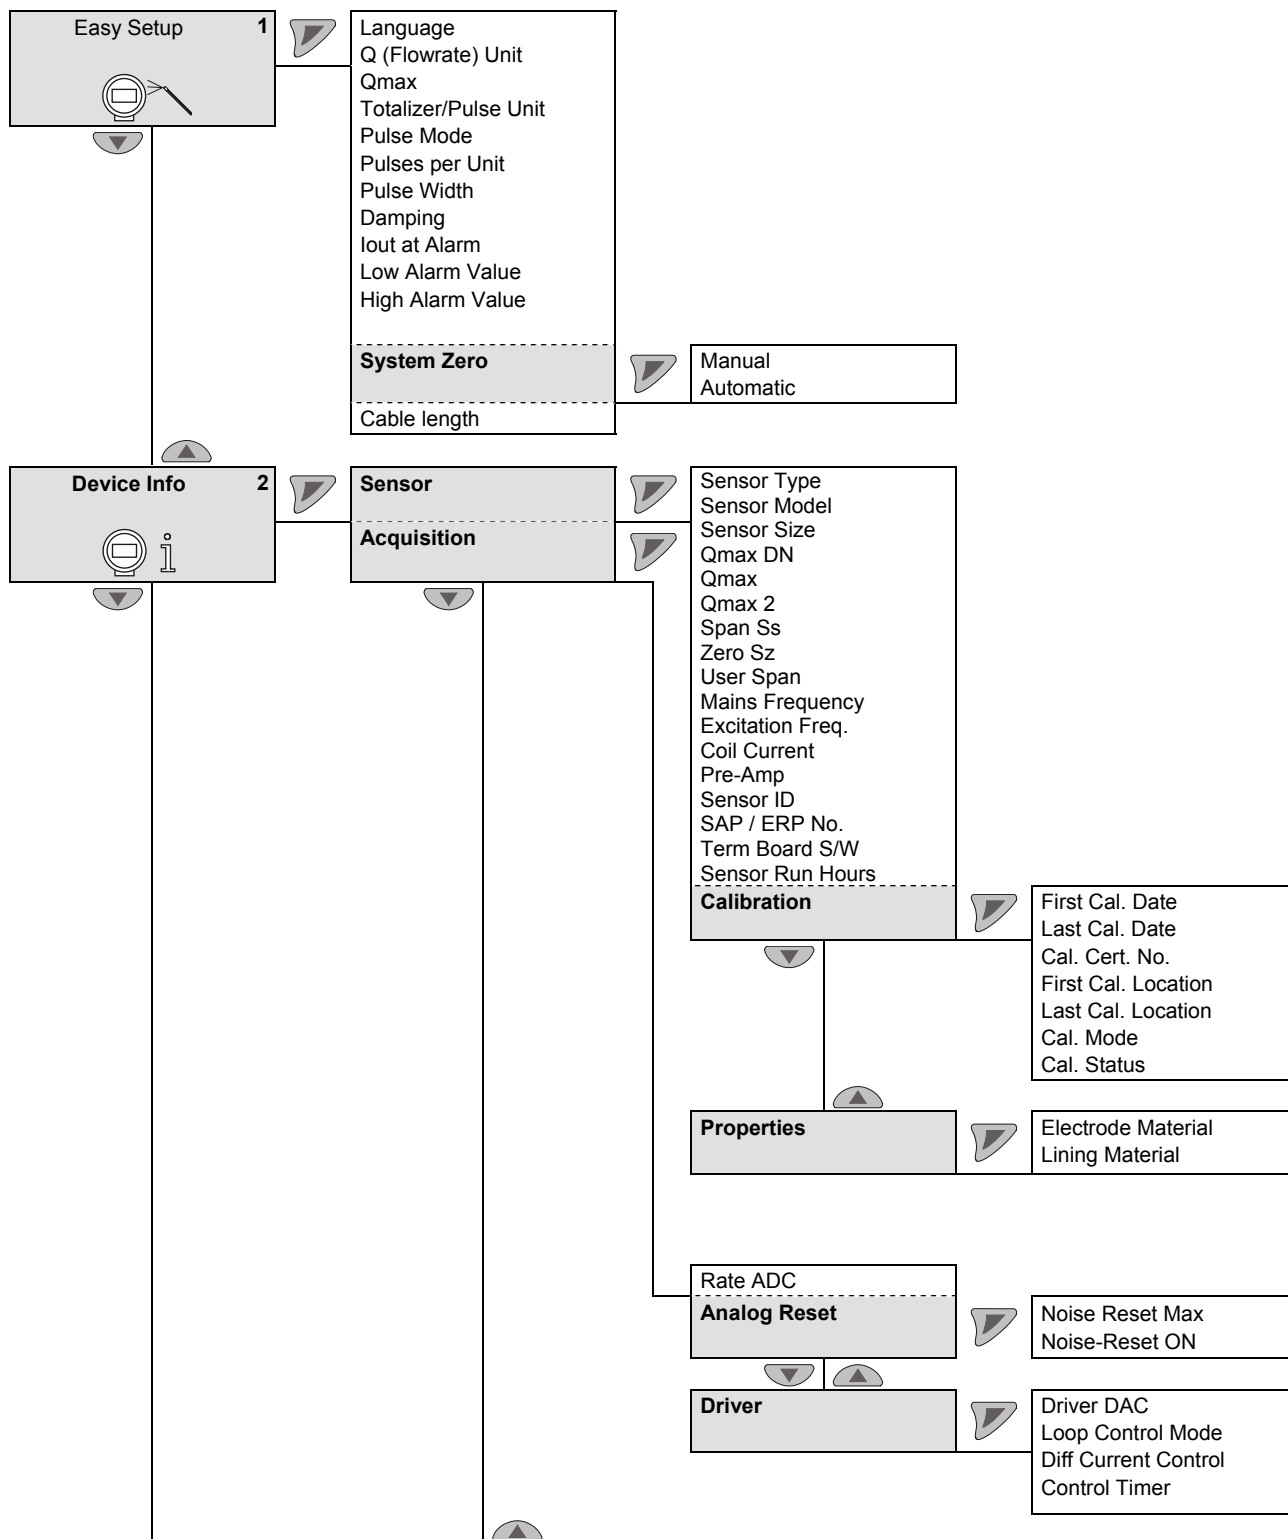 Easy Setup 1
Language
Q (Flowrate) Unit
Qmax
Totalizer/Pulse Unit
Pulse Mode
Pulses per Unit
Pulse Width
Damping
Iout at Alarm
Low Alarm Value
High Alarm Value
System Zero
Manual
Automatic
Cable length
Device Info 2
Sensor
Acquisition
Sensor Type
Sensor Model
Sensor Size
Qmax DN
Qmax
Qmax 2
Span Ss
Zero Sz
User Span
Mains Frequency
Excitation Freq.
Coil Current
Pre-Amp
Sensor ID
SAP / ERP No.
Term Board S/W
Sensor Run Hours
Calibration
First Cal. Date
Last Cal. Date
Cal. Cert. No.
First Cal. Location
Last Cal. Location
Cal. Mode
Cal. Status
Properties
Electrode Material
Lining Material
Rate ADC
Analog Reset
Noise Reset Max
Noise-Reset ON
Driver
Driver DAC
Loop Control Mode
Diff Current Control
Control Timer